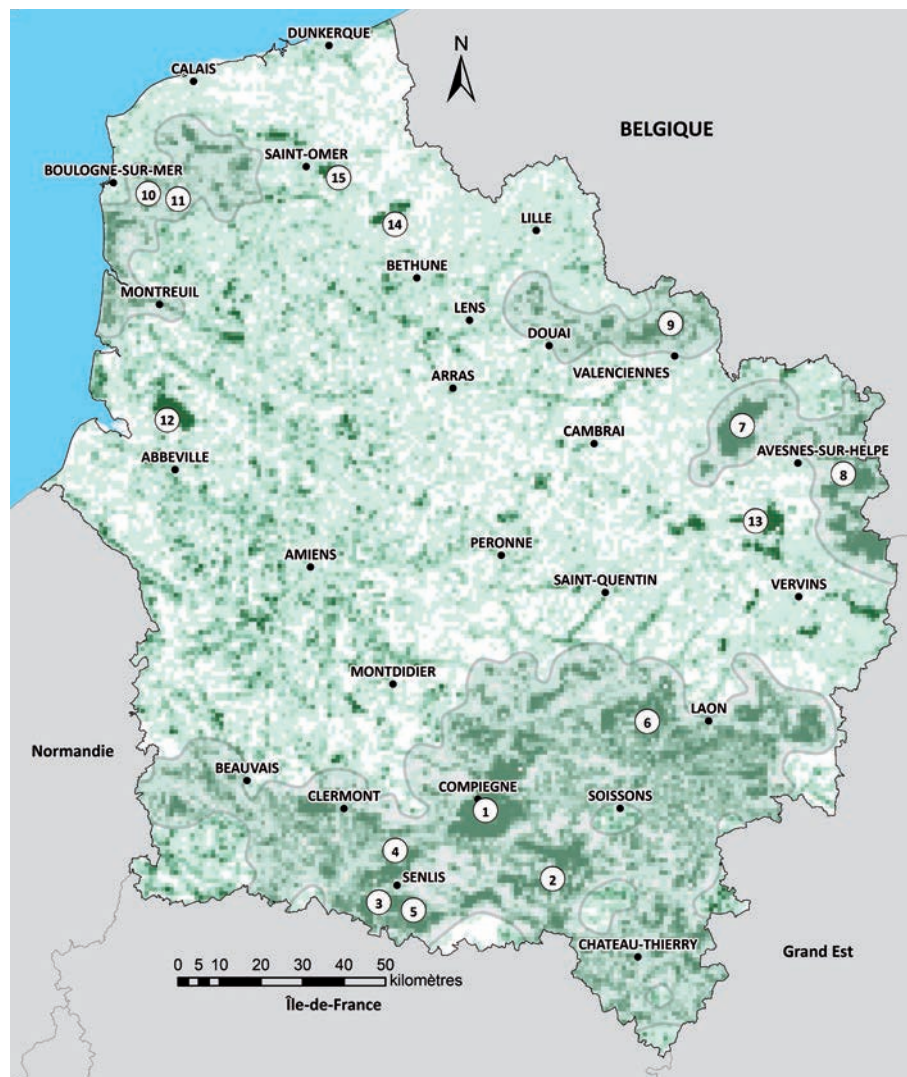 DUNKERQUE
N
CALAIS
BELGIQUE
SAINT-OMER
15
BOULOGNE-SUR-MER
10
11
14
LILLE
BETHUNE
MONTREUIL
LENS
9
DOUAI
VALENCIENNES
ARRAS
12
7
CAMBRAI
AVESNES-SUR-HELPE
ABBEVILLE
8
13
AMIENS
PERONNE
SAINT-QUENTIN
VERVINS
MONTDIDIER
LAON
6
Normandie
BEAUVAIS
COMPIEGNE
CLERMONT
SOISSONS
1
4
SENLIS
2
3
5
CHATEAU-THIERRY
Grand Est
0 5 10 20 30 40 50
kilomètres
Île-de-France